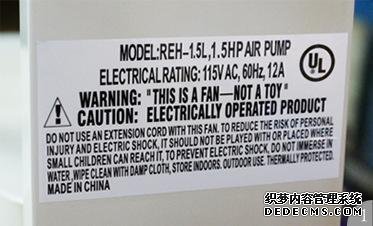 MODEL:REH-1.5L,1.5HP AIR PUMP
UL
ELECTRICAL RATING: 115V AC, 60Hz, 12A
WARNING: "THIS IS A FAN—NOT A TOY"
CAUTION: ELECTRICALLY OPERATED PRODUCT
DO NOT USE AN EXTENSION CORD WITH THIS FAN. TO REDUCE THE RISK OF PERSONAL
INJURY AND ELECTRIC SHOCK, IT SHOULD NOT BE PLAYED WITH OR PLACED WHERE
SMALL CHILDREN CAN REACH IT. TO PREVENT ELECTRIC SHOCK, DO NOT IMMERSE IN
WATER,WIPE CLEAN WITH DAMP CLOTH, STORE INDOORS. OUTDOOR USE. THERMALLY PROTECTED.
MADE IN CHINA
织梦内容管理系统
DEDECMS.COM